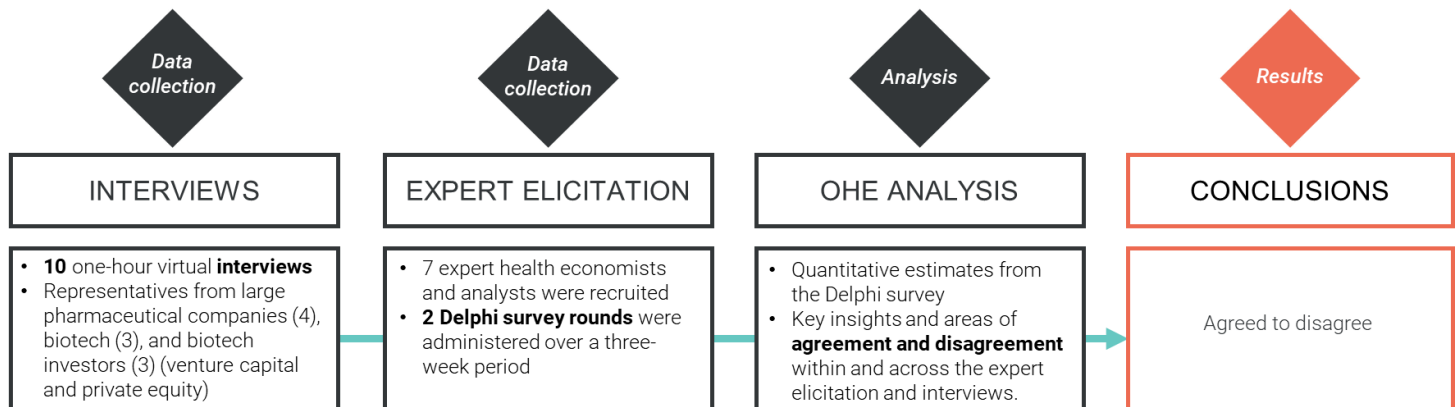 Data
collection
Data
collection
Analysis
Results
INTERVIEWS
EXPERT ELICITATION
OHE ANALYSIS
CONCLUSIONS
• 10 one-hour virtual interviews
• Representatives from large
pharmaceutical companies (4),
biotech (3), and biotech
investors (3) (venture capital
and private equity)
• 7 expert health economists
and analysts were recruited
• 2 Delphi survey rounds were
administered over a three-
week period
• Quantitative estimates from
the Delphi survey
• Key insights and areas of
agreement and disagreement
within and across the expert
elicitation and interviews.
Agreed to disagree